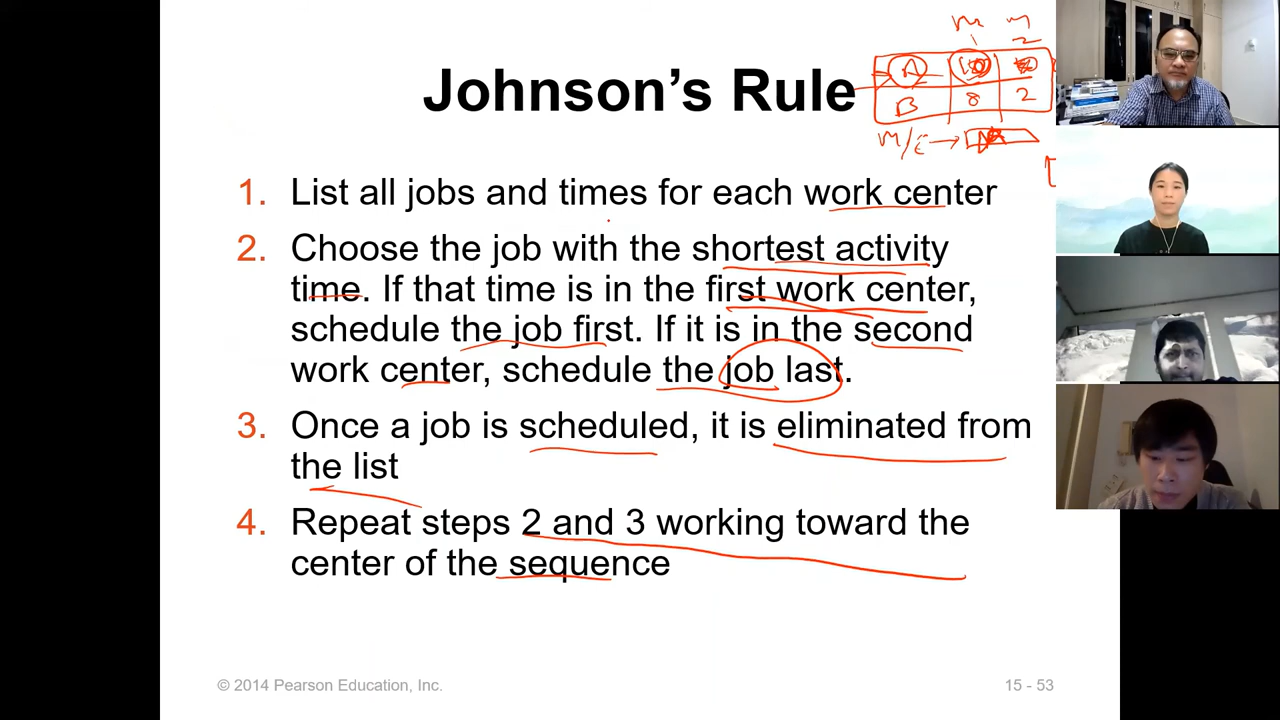 M M
1 2
Johnson’s Rule
A
B 8 2
M/C →
1. List all jobs and times for each work center
2. Choose the job with the shortest activity
time. If that time is in the first work center,
schedule the job first. If it is in the second
work center, schedule the job last.
3. Once a job is scheduled, it is eliminated from
the list
4. Repeat steps 2 and 3 working toward the
center of the sequence
© 2014 Pearson Education, Inc.
15 - 53